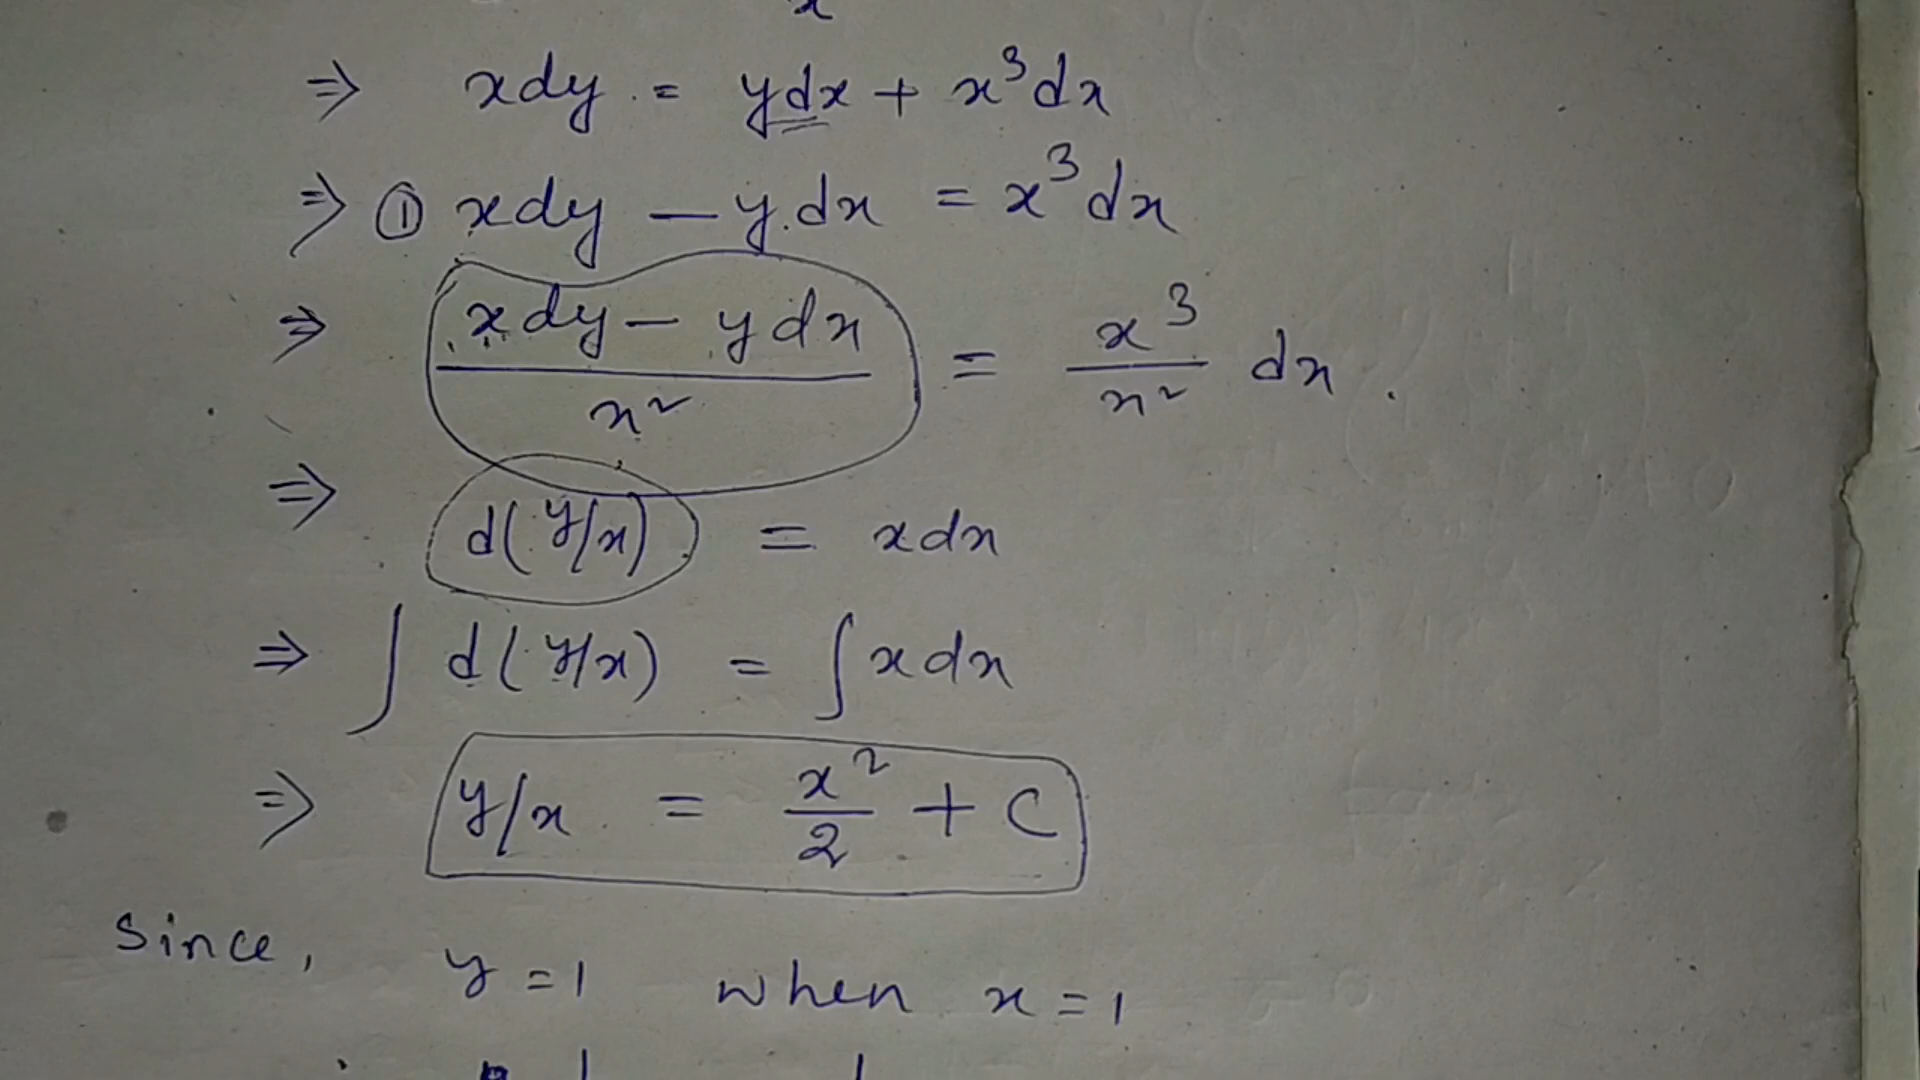 x
⇒ xdy = ydx + x³dx
⇒ ① xdy — y.dx = x³dx
⇒ xdy — ydx / x² = x³ / x² dx.
⇒ d(y/x) = xdx
⇒ ∫ d(y/x) = ∫ xdx
⇒ y/x = x²/2 + C
Since, y = 1 when x = 1